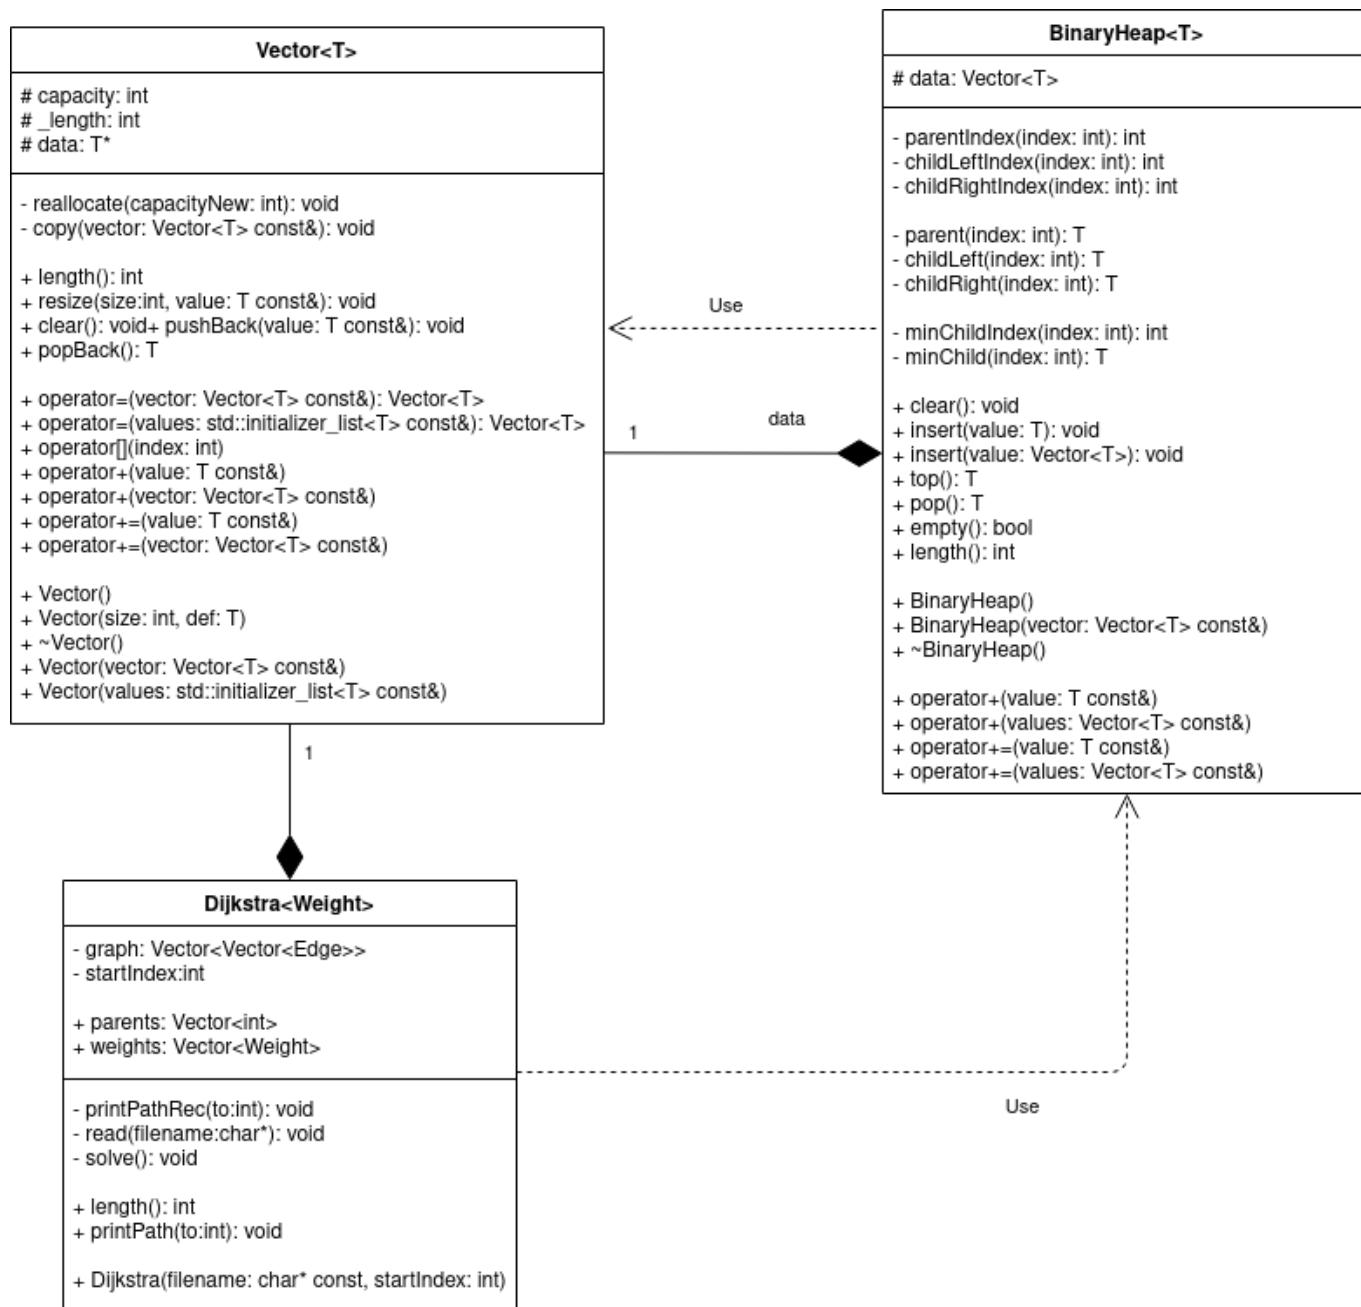 Vector<T>
# capacity: int
# _length: int
# data: T*
- reallocate(capacityNew: int): void
- copy(vector: Vector<T> const&): void
+ length(): int
+ resize(size:int, value: T const&): void
+ clear(): void+ pushBack(value: T const&): void
+ popBack(): T
+ operator=(vector: Vector<T> const&): Vector<T>
+ operator=(values: std::initializer_list<T> const&): Vector<T>
+ operator[](index: int)
+ operator+(value: T const&)
+ operator+(vector: Vector<T> const&)
+ operator+=(value: T const&)
+ operator+=(vector: Vector<T> const&)
+ Vector()
+ Vector(size: int, def: T)
+ ~Vector()
+ Vector(vector: Vector<T> const&)
+ Vector(values: std::initializer_list<T> const&)
Use
1
data
BinaryHeap<T>
# data: Vector<T>
- parentIndex(index: int): int
- childLeftIndex(index: int): int
- childRightIndex(index: int): int
- parent(index: int): T
- childLeft(index: int): T
- childRight(index: int): T
- minChildIndex(index: int): int
- minChild(index: int): T
+ clear(): void
+ insert(value: T): void
+ insert(value: Vector<T>): void
+ top(): T
+ pop(): T
+ empty(): bool
+ length(): int
+ BinaryHeap()
+ BinaryHeap(vector: Vector<T> const&)
+ ~BinaryHeap()
+ operator+(value: T const&)
+ operator+(values: Vector<T> const&)
+ operator+=(value: T const&)
+ operator+=(values: Vector<T> const&)
1
Dijkstra<Weight>
- graph: Vector<Vector<Edge>>
- startIndex:int
+ parents: Vector<int>
+ weights: Vector<Weight>
- printPathRec(to:int): void
- read(filename:char*): void
- solve(): void
+ length(): int
+ printPath(to:int): void
+ Dijkstra(filename: char* const, startIndex: int)
Use